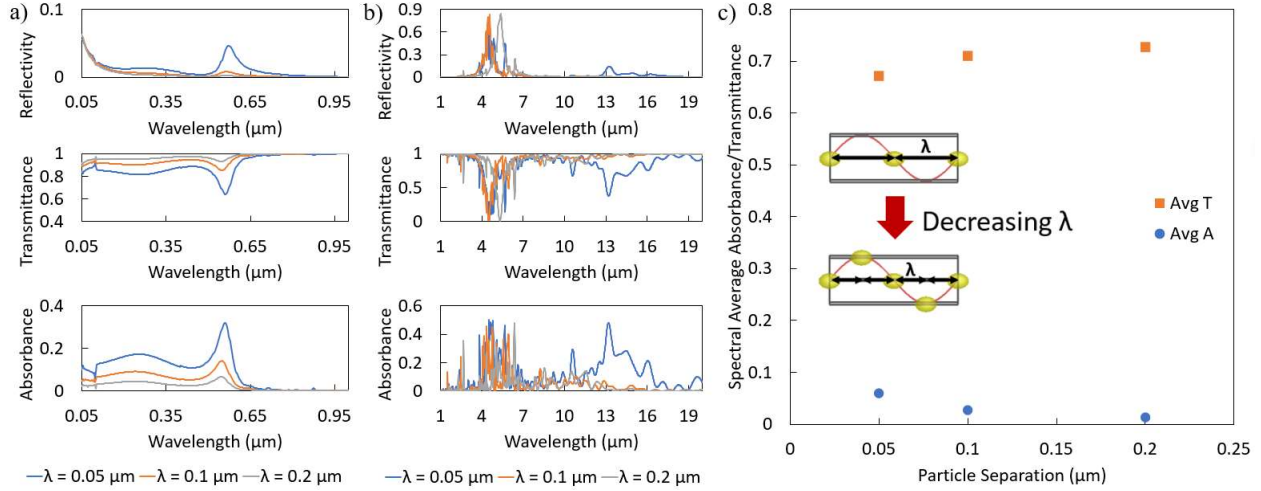 a)
0.1
0
Reflectivity
0.05 0.35 0.65 0.95
Wavelength (µm)
1
0.8
0.6
0.4
Transmittance
0.05 0.35 0.65 0.95
Wavelength (µm)
0.4
0.2
0
Absorbance
0.05 0.35 0.65 0.95
Wavelength (µm)
λ = 0.05 µm λ = 0.1 µm λ = 0.2 µm
b)
0.9
0.6
0.3
0
Reflectivity
1 4 7 10 13 16 19
Wavelength (µm)
1
0.5
0
Transmittance
1 4 7 10 13 16 19
Wavelength (µm)
0.6
0.4
0.2
0
Absorbance
1 4 7 10 13 16 19
Wavelength (µm)
λ = 0.05 µm λ = 0.1 µm λ = 0.2 µm
c)
0.8
0.7
0.6
0.5
0.4
0.3
0.2
0.1
0
Spectral Average Absorbance/Transmittance
λ
Decreasing λ
λ
Avg T
Avg A
0 0.05 0.1 0.15 0.2 0.25
Particle Separation (µm)